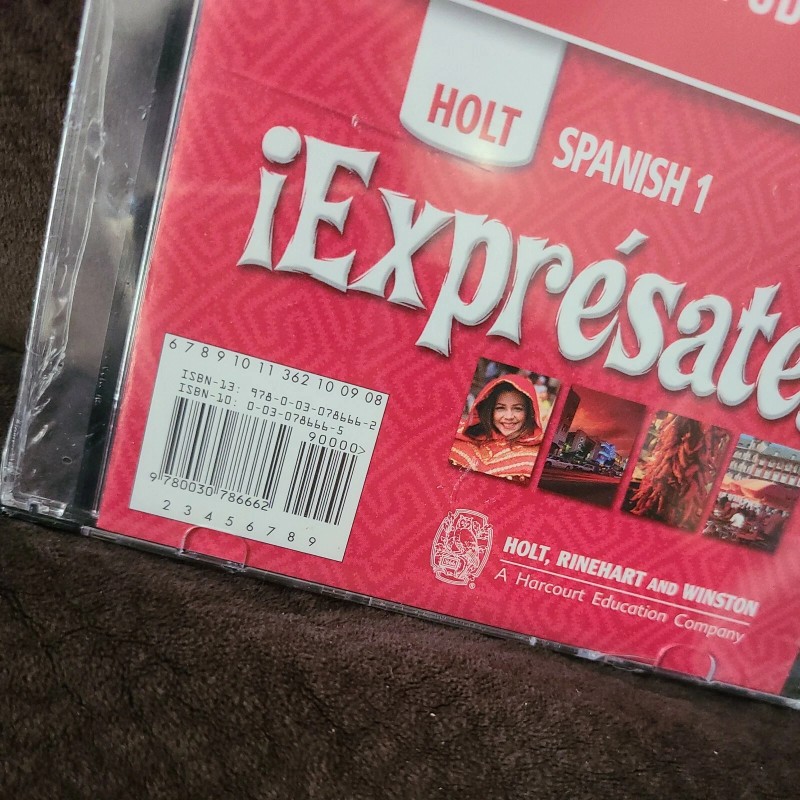 HOLT
SPANISH 1
¡Exprésate
6 7 8 9 10 11 362 10 09 08
ISBN-13: 978-0-03-078666-2
ISBN-10: 0-03-078666-5
90000>
9 780030 786662
2 3 4 5 6 7 8 9
HOLT, RINEHART AND WINSTON
A Harcourt Education Company